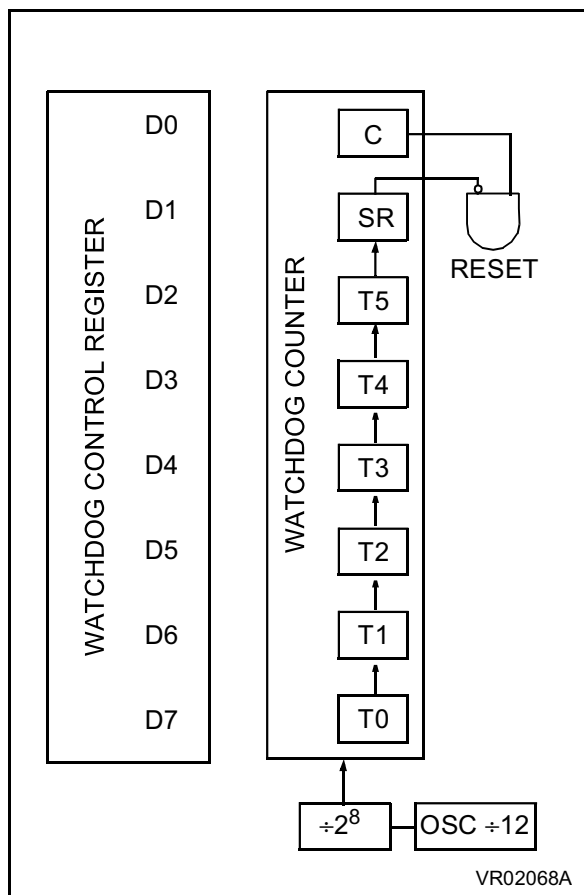 WATCHDOG CONTROL REGISTER
D0
D1
D2
D3
D4
D5
D6
D7
WATCHDOG COUNTER
C
SR
T5
T4
T3
T2
T1
T0
RESET
÷2⁸
OSC ÷12
VR02068A